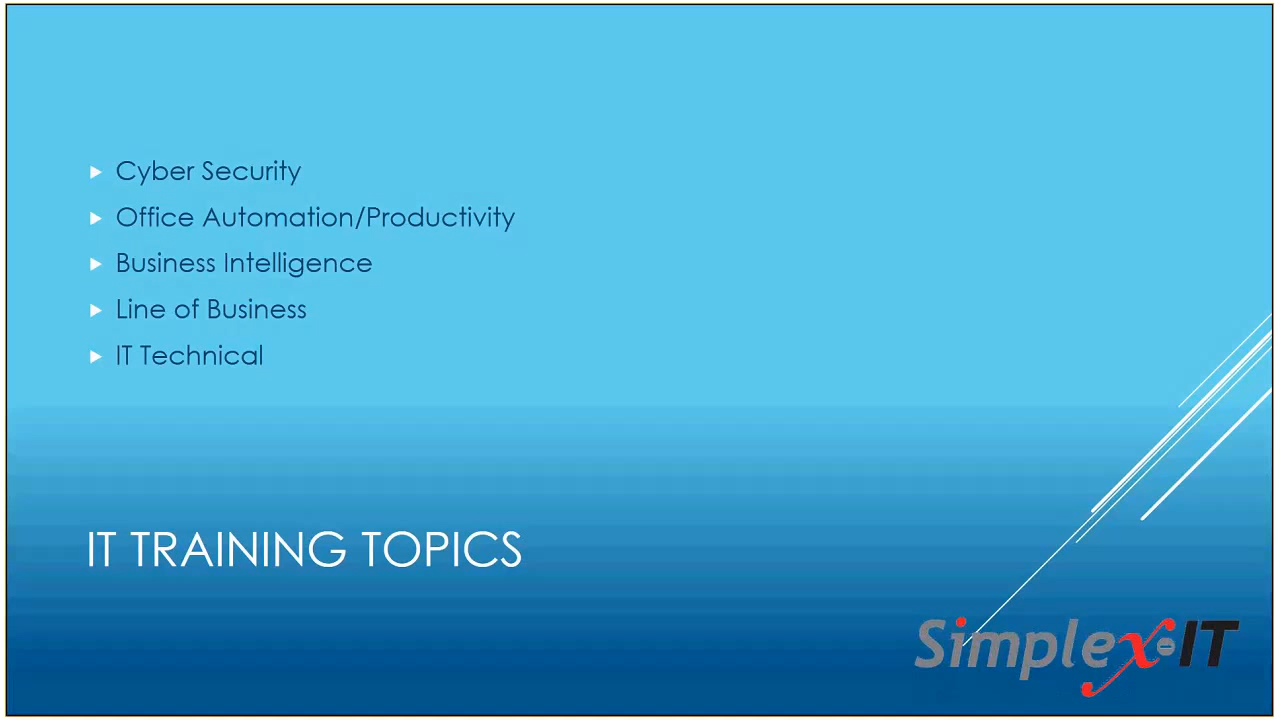 Cyber Security
Office Automation/Productivity
Business Intelligence
Line of Business
IT Technical
IT TRAINING TOPICS
Simplex-IT